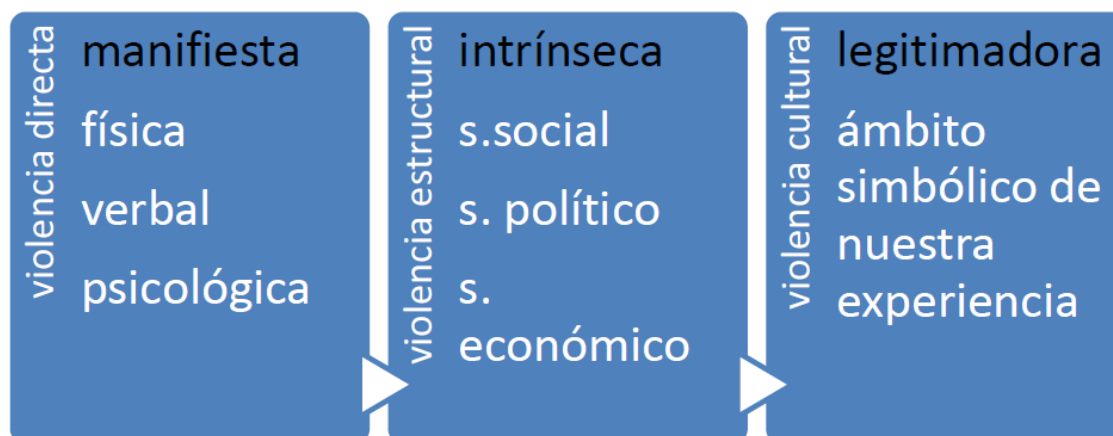 violencia directa
manifiesta
física
verbal
psicológica
violencia estructural
intrínseca
s.social
s. político
s.
económico
violencia cultural
legitimadora
ámbito
simbólico de
nuestra
experiencia